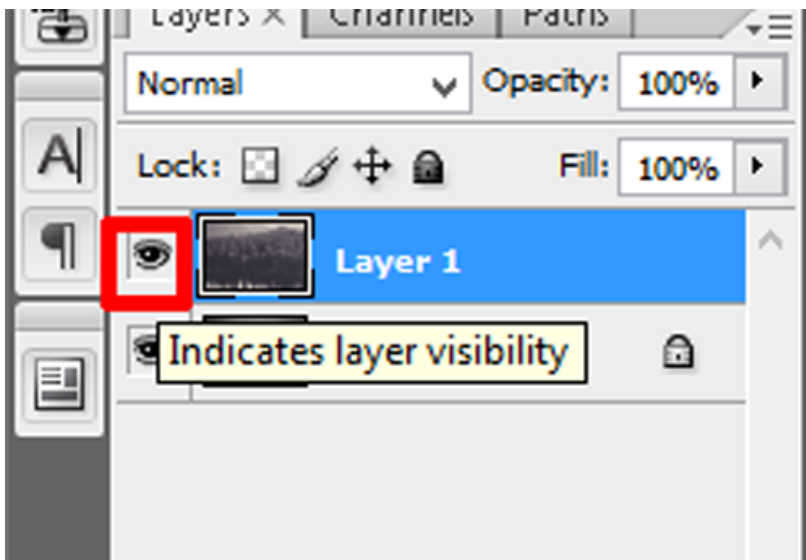 Layers × Channels Paths
Normal Opacity: 100%
Lock: Fill: 100%
Layer 1
Indicates layer visibility